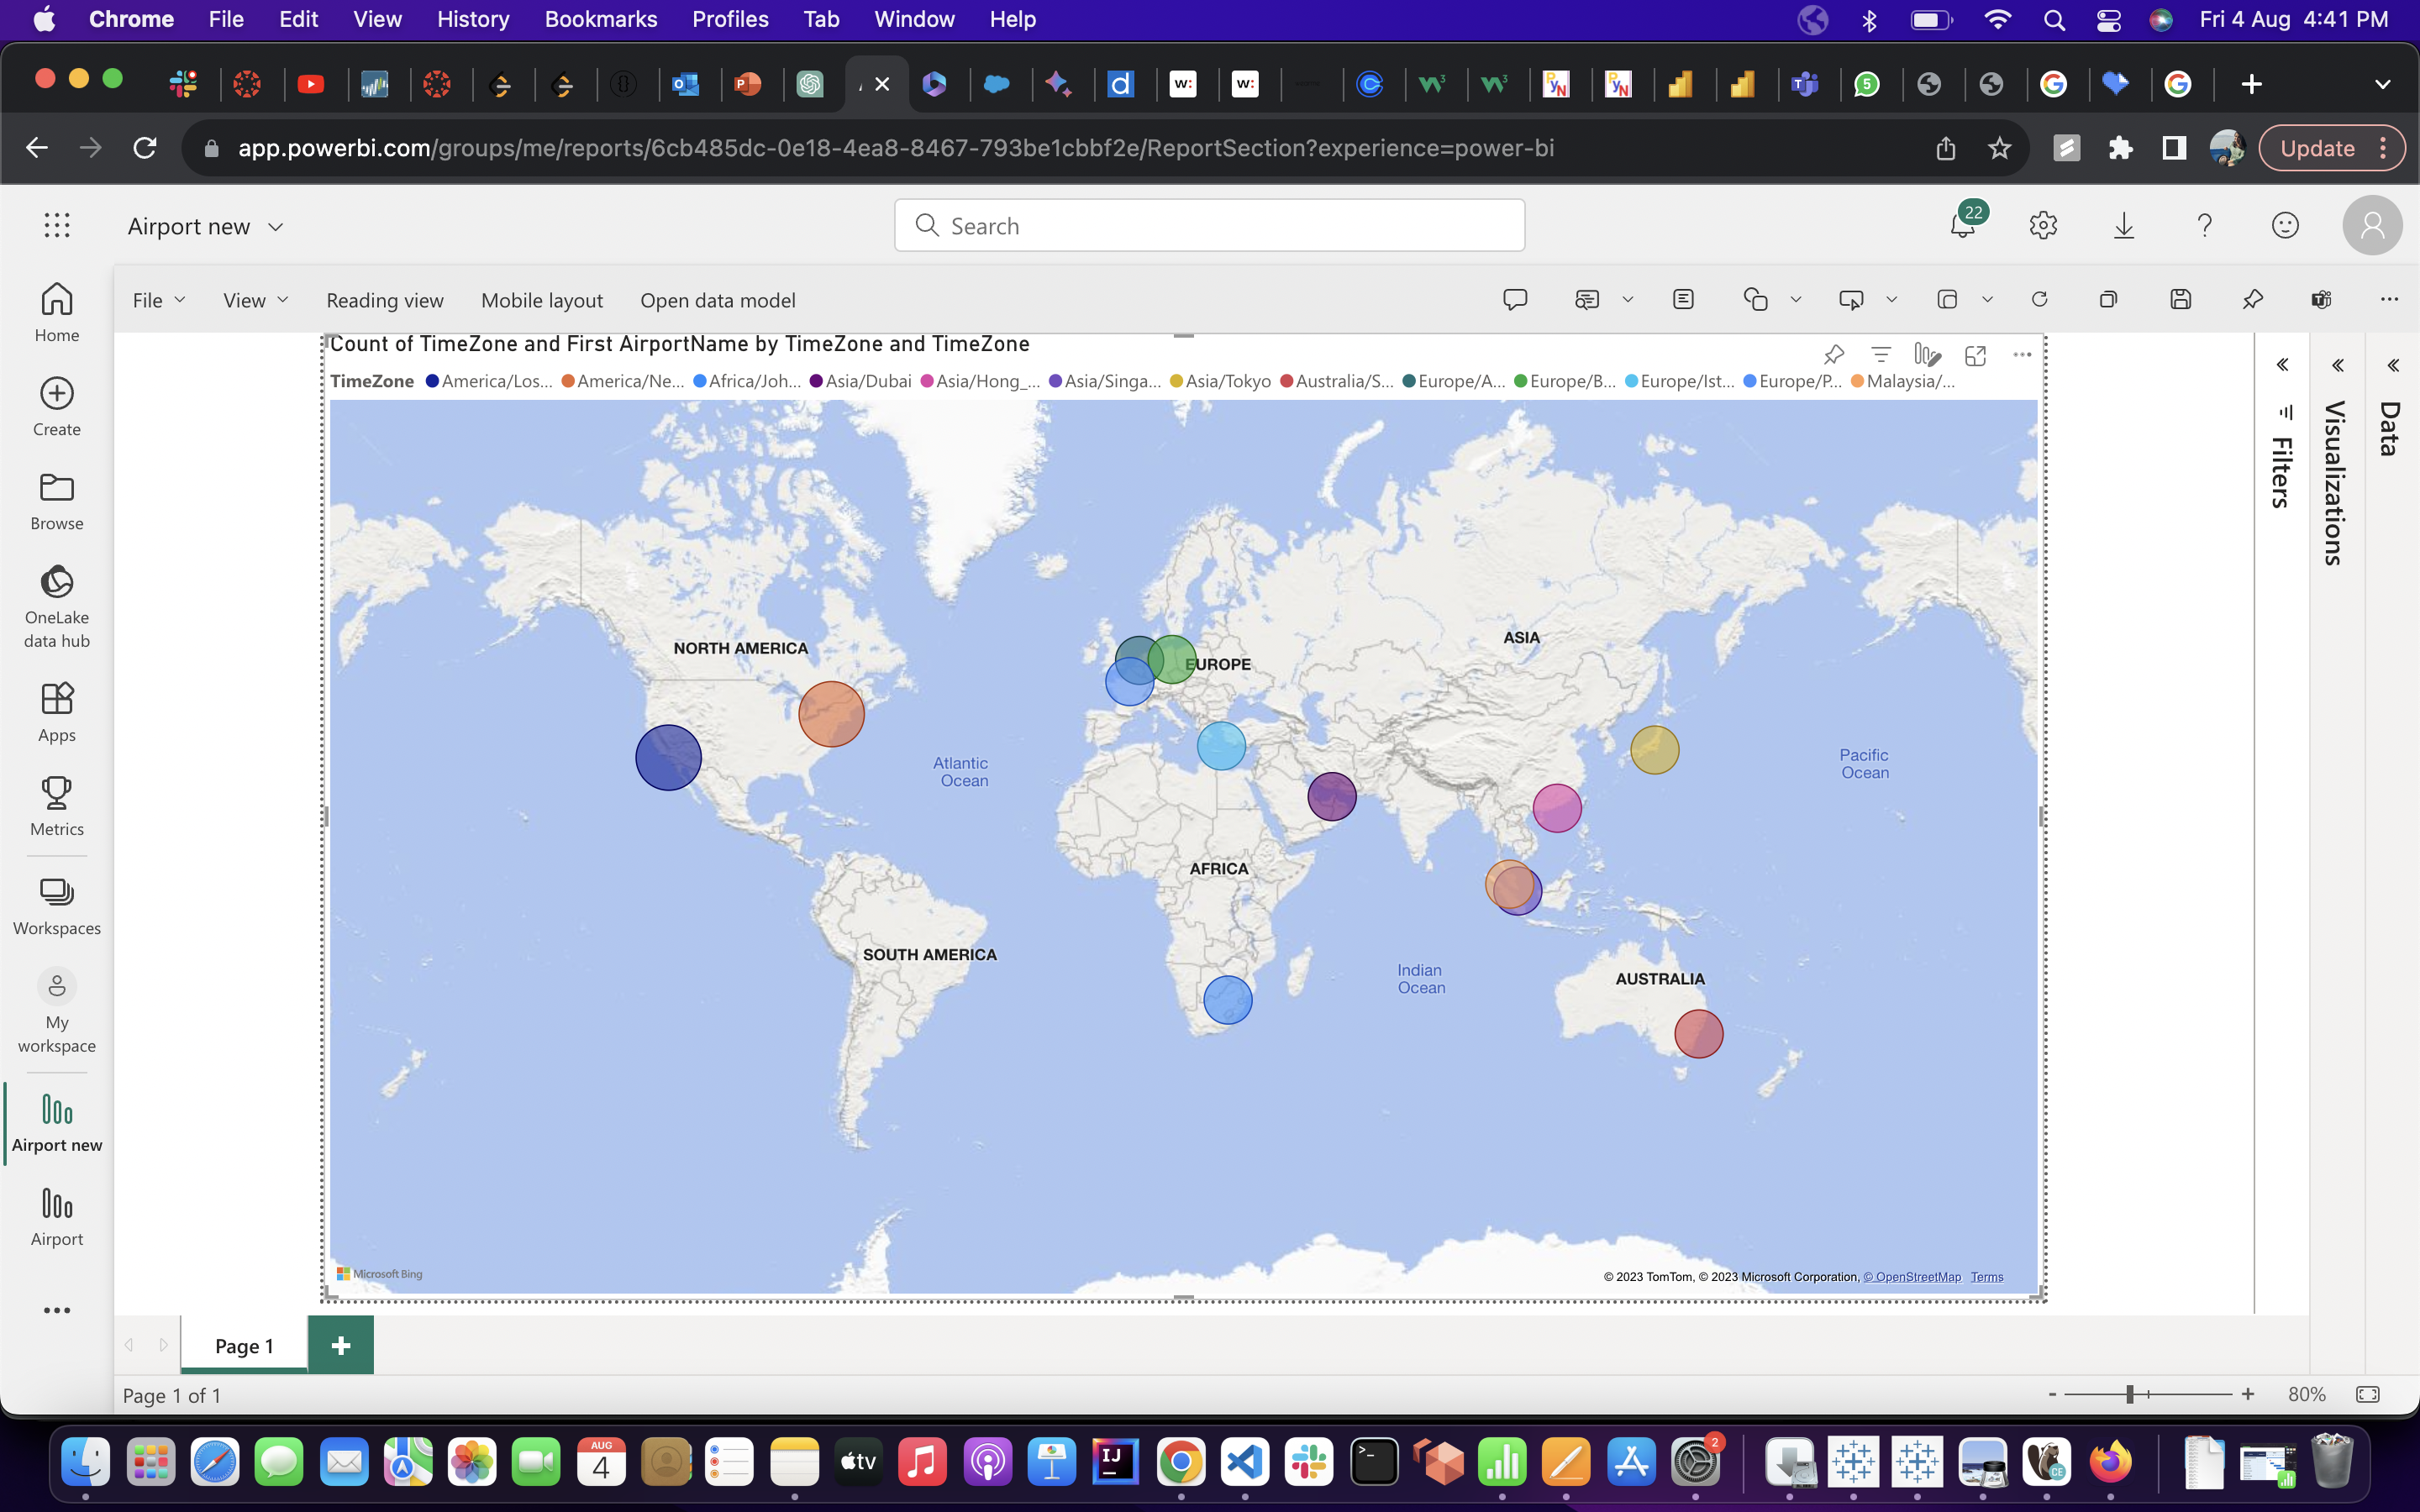 Chrome File Edit View History Bookmarks Profiles Tab Window Help Fri 4 Aug 4:41 PM
app.powerbi.com/groups/me/reports/6cb485dc-0e18-4ea8-8467-793be1cbbf2e/ReportSection?experience=power-bi Update
Airport new Search 22
File View Reading view Mobile layout Open data model
Home
Create
Browse
OneLake
data hub
Apps
Metrics
Workspaces
My
workspace
Airport new
Airport
Count of TimeZone and First AirportName by TimeZone and TimeZone
TimeZone America/Los... America/Ne... Africa/Joh... Asia/Dubai Asia/Hong_... Asia/Singa... Asia/Tokyo Australia/S... Europe/A... Europe/B... Europe/Ist... Europe/P... Malaysia/...
NORTH AMERICA
EUROPE
ASIA
Atlantic
Ocean
Pacific
Ocean
AFRICA
SOUTH AMERICA
Indian
Ocean
AUSTRALIA
Microsoft Bing
© 2023 TomTom, © 2023 Microsoft Corporation, © OpenStreetMap Terms
Filters
Visualizations
Data
Page 1
Page 1 of 1
80%
AUG
4
tv
IJ
2
CE